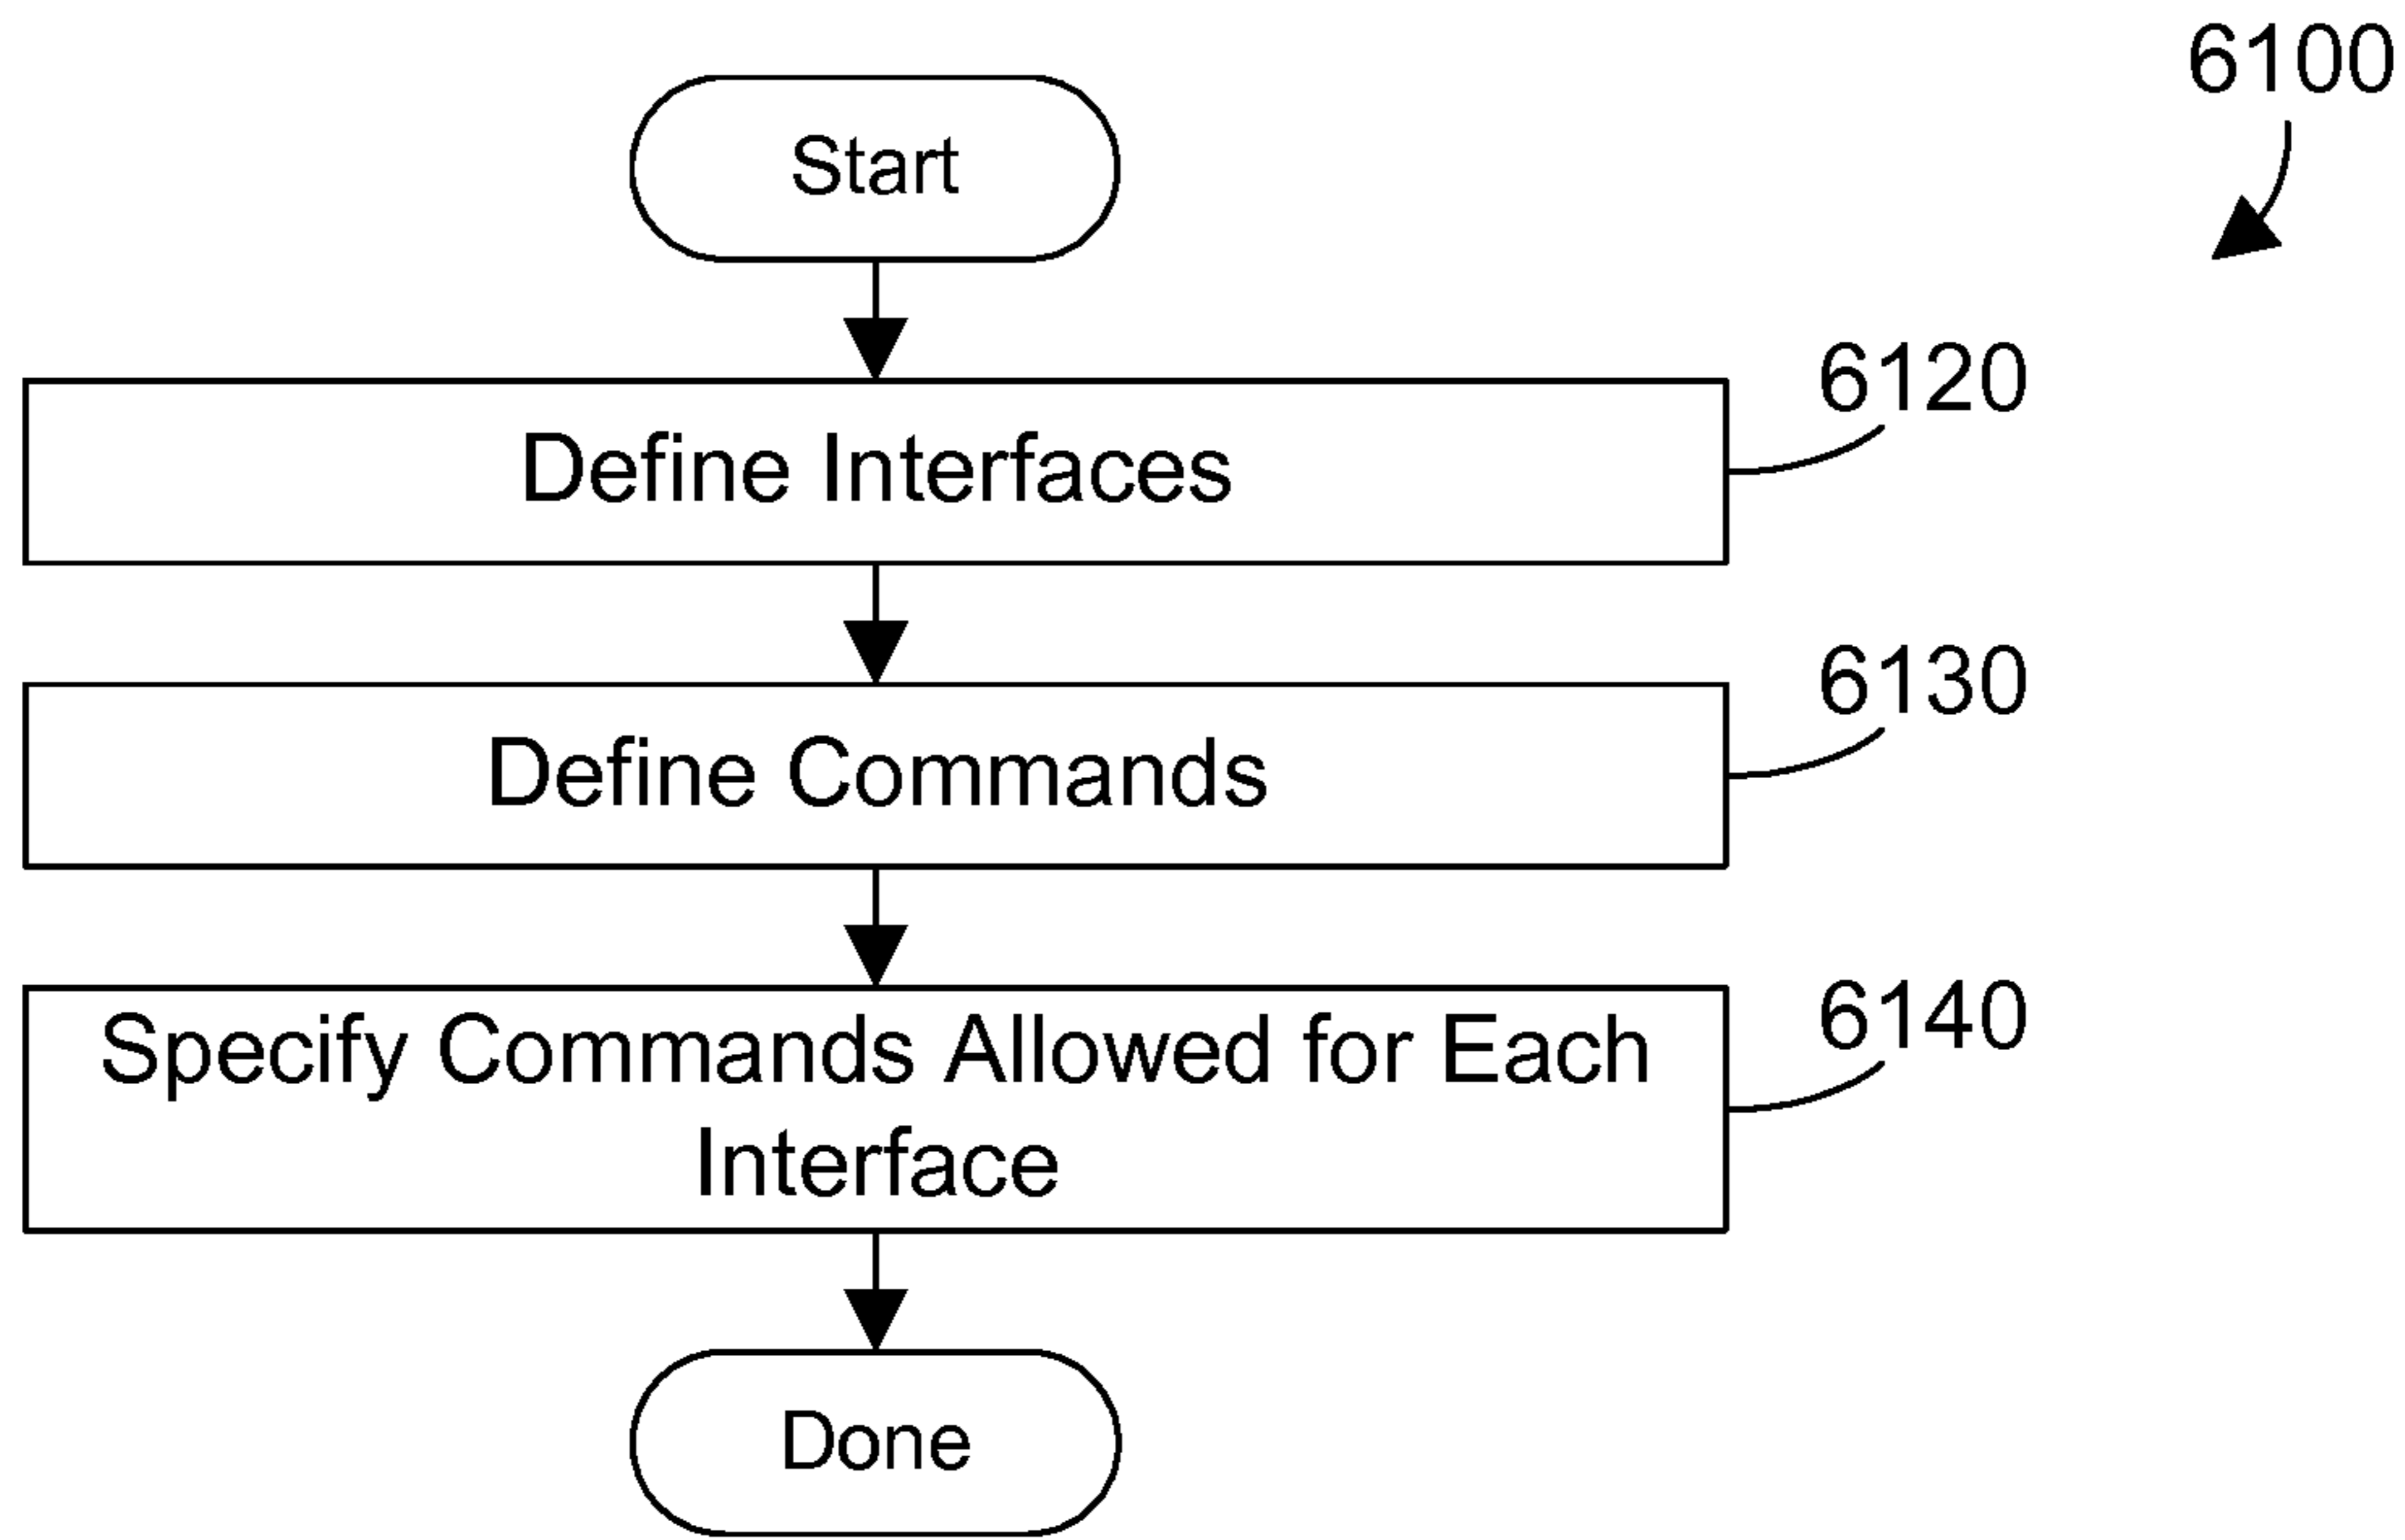 6100
Start
6120
Define Interfaces
6130
Define Commands
6140
Specify Commands Allowed for Each
Interface
Done